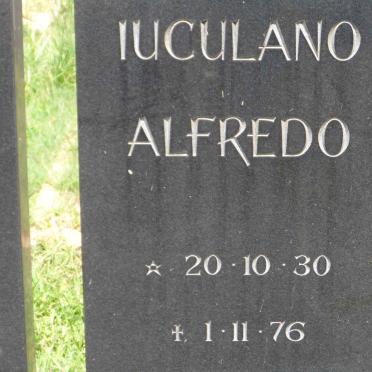 IUCULANO
ALFREDO
☆ 20·10·30
✝ 1·11·76